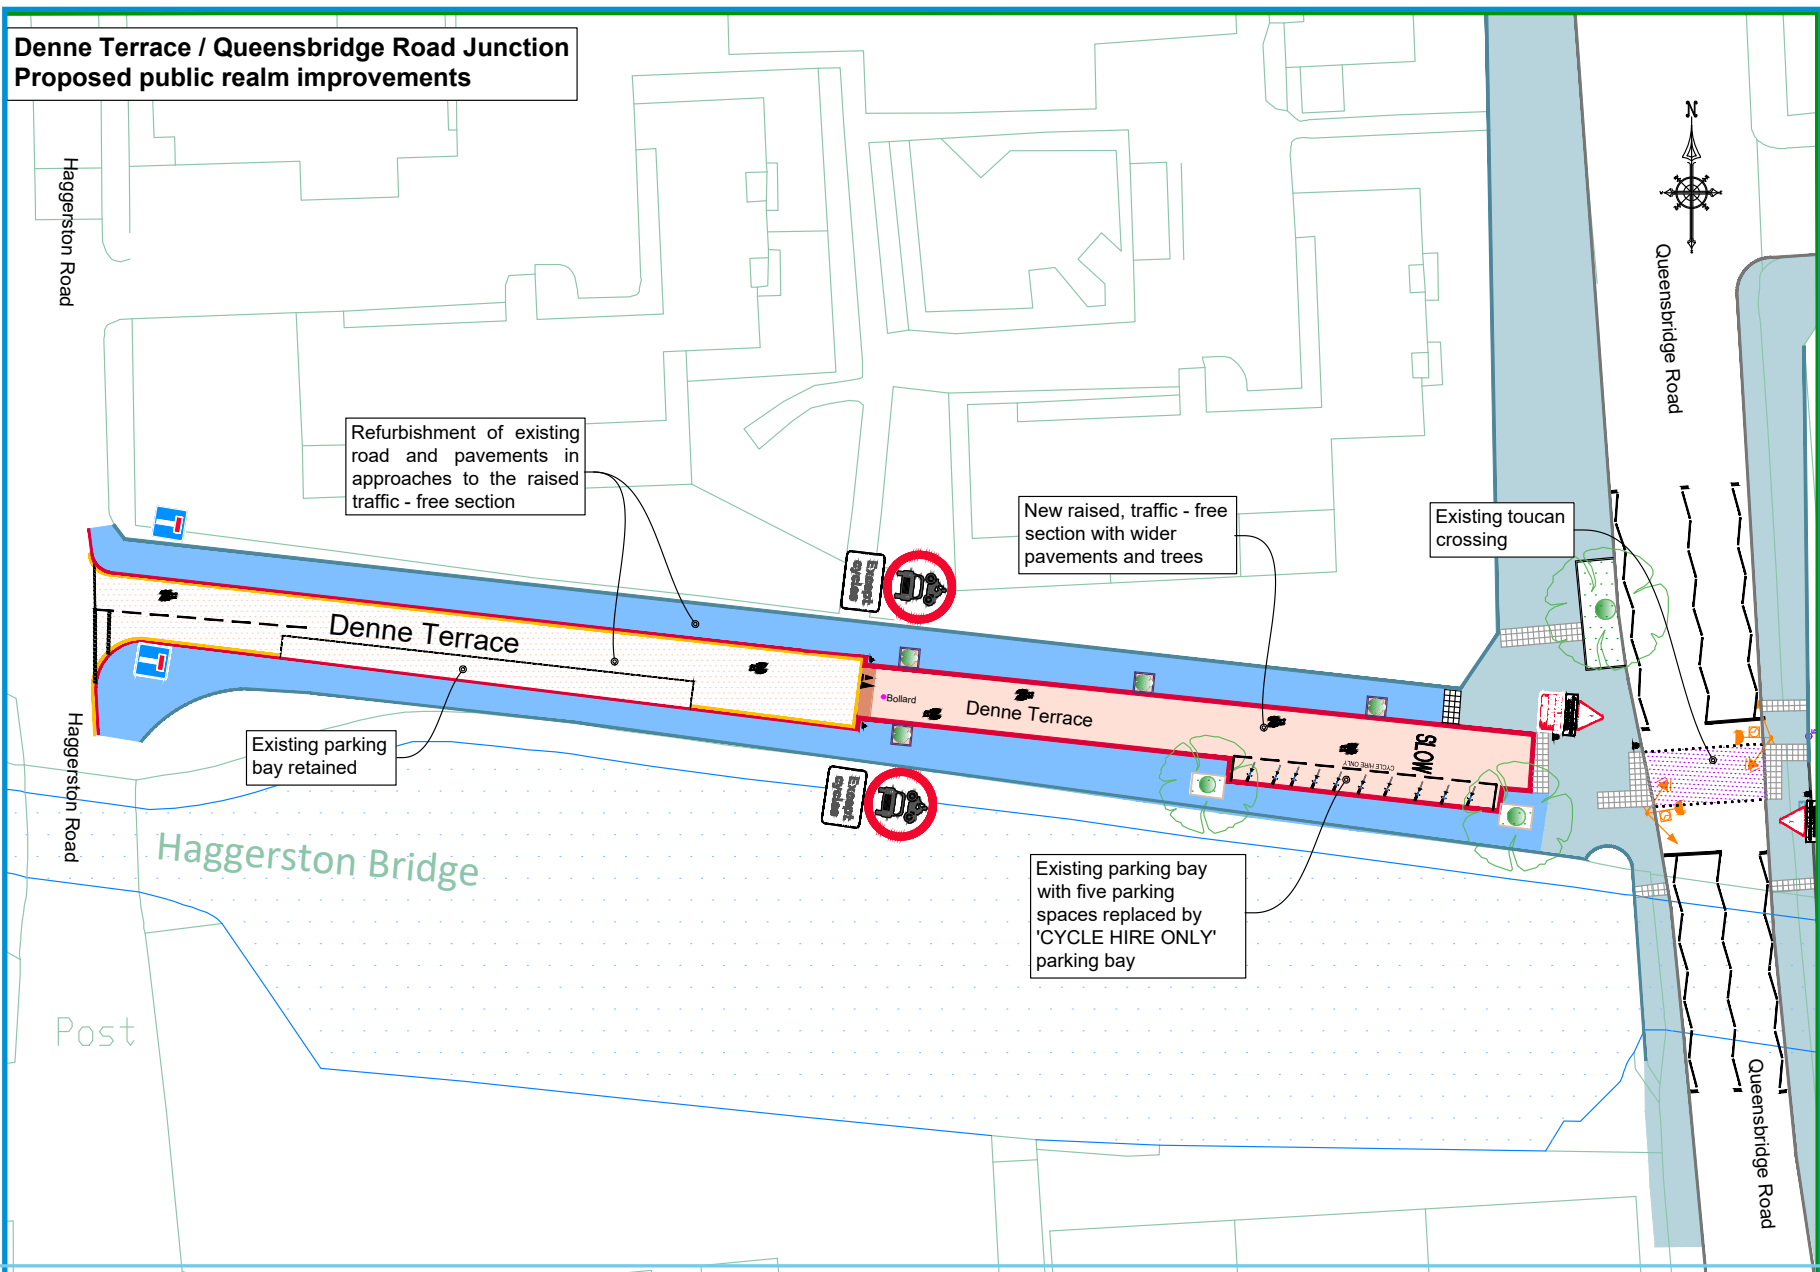 Denne Terrace / Queensbridge Road Junction
Proposed public realm improvements
Haggerston Road
N
Queensbridge Road
Refurbishment of existing
road and pavements in
approaches to the raised
traffic - free section
New raised, traffic - free
section with wider
pavements and trees
Existing toucan
crossing
Except
cycles
Denne Terrace
Bollard
Denne Terrace
SLOW
CYCLE HIRE ONLY
Existing parking
bay retained
Haggerston Road
Except
cycles
Haggerston Bridge
Existing parking bay
with five parking
spaces replaced by
'CYCLE HIRE ONLY'
parking bay
Post
Queensbridge Road